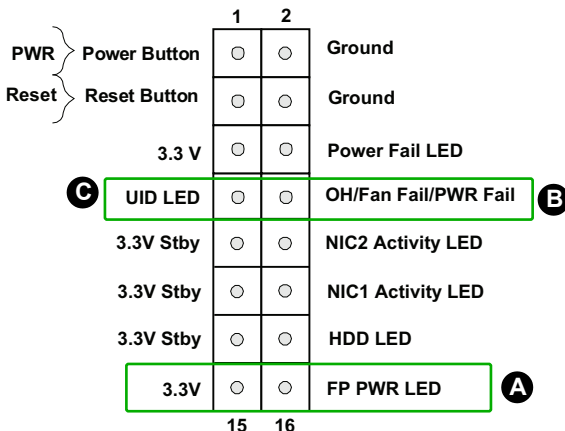 1 2
PWR Power Button Ground
Reset Reset Button Ground
3.3 V Power Fail LED
C UID LED OH/Fan Fail/PWR Fail B
3.3V Stby NIC2 Activity LED
3.3V Stby NIC1 Activity LED
3.3V Stby HDD LED
3.3V FP PWR LED A
15 16